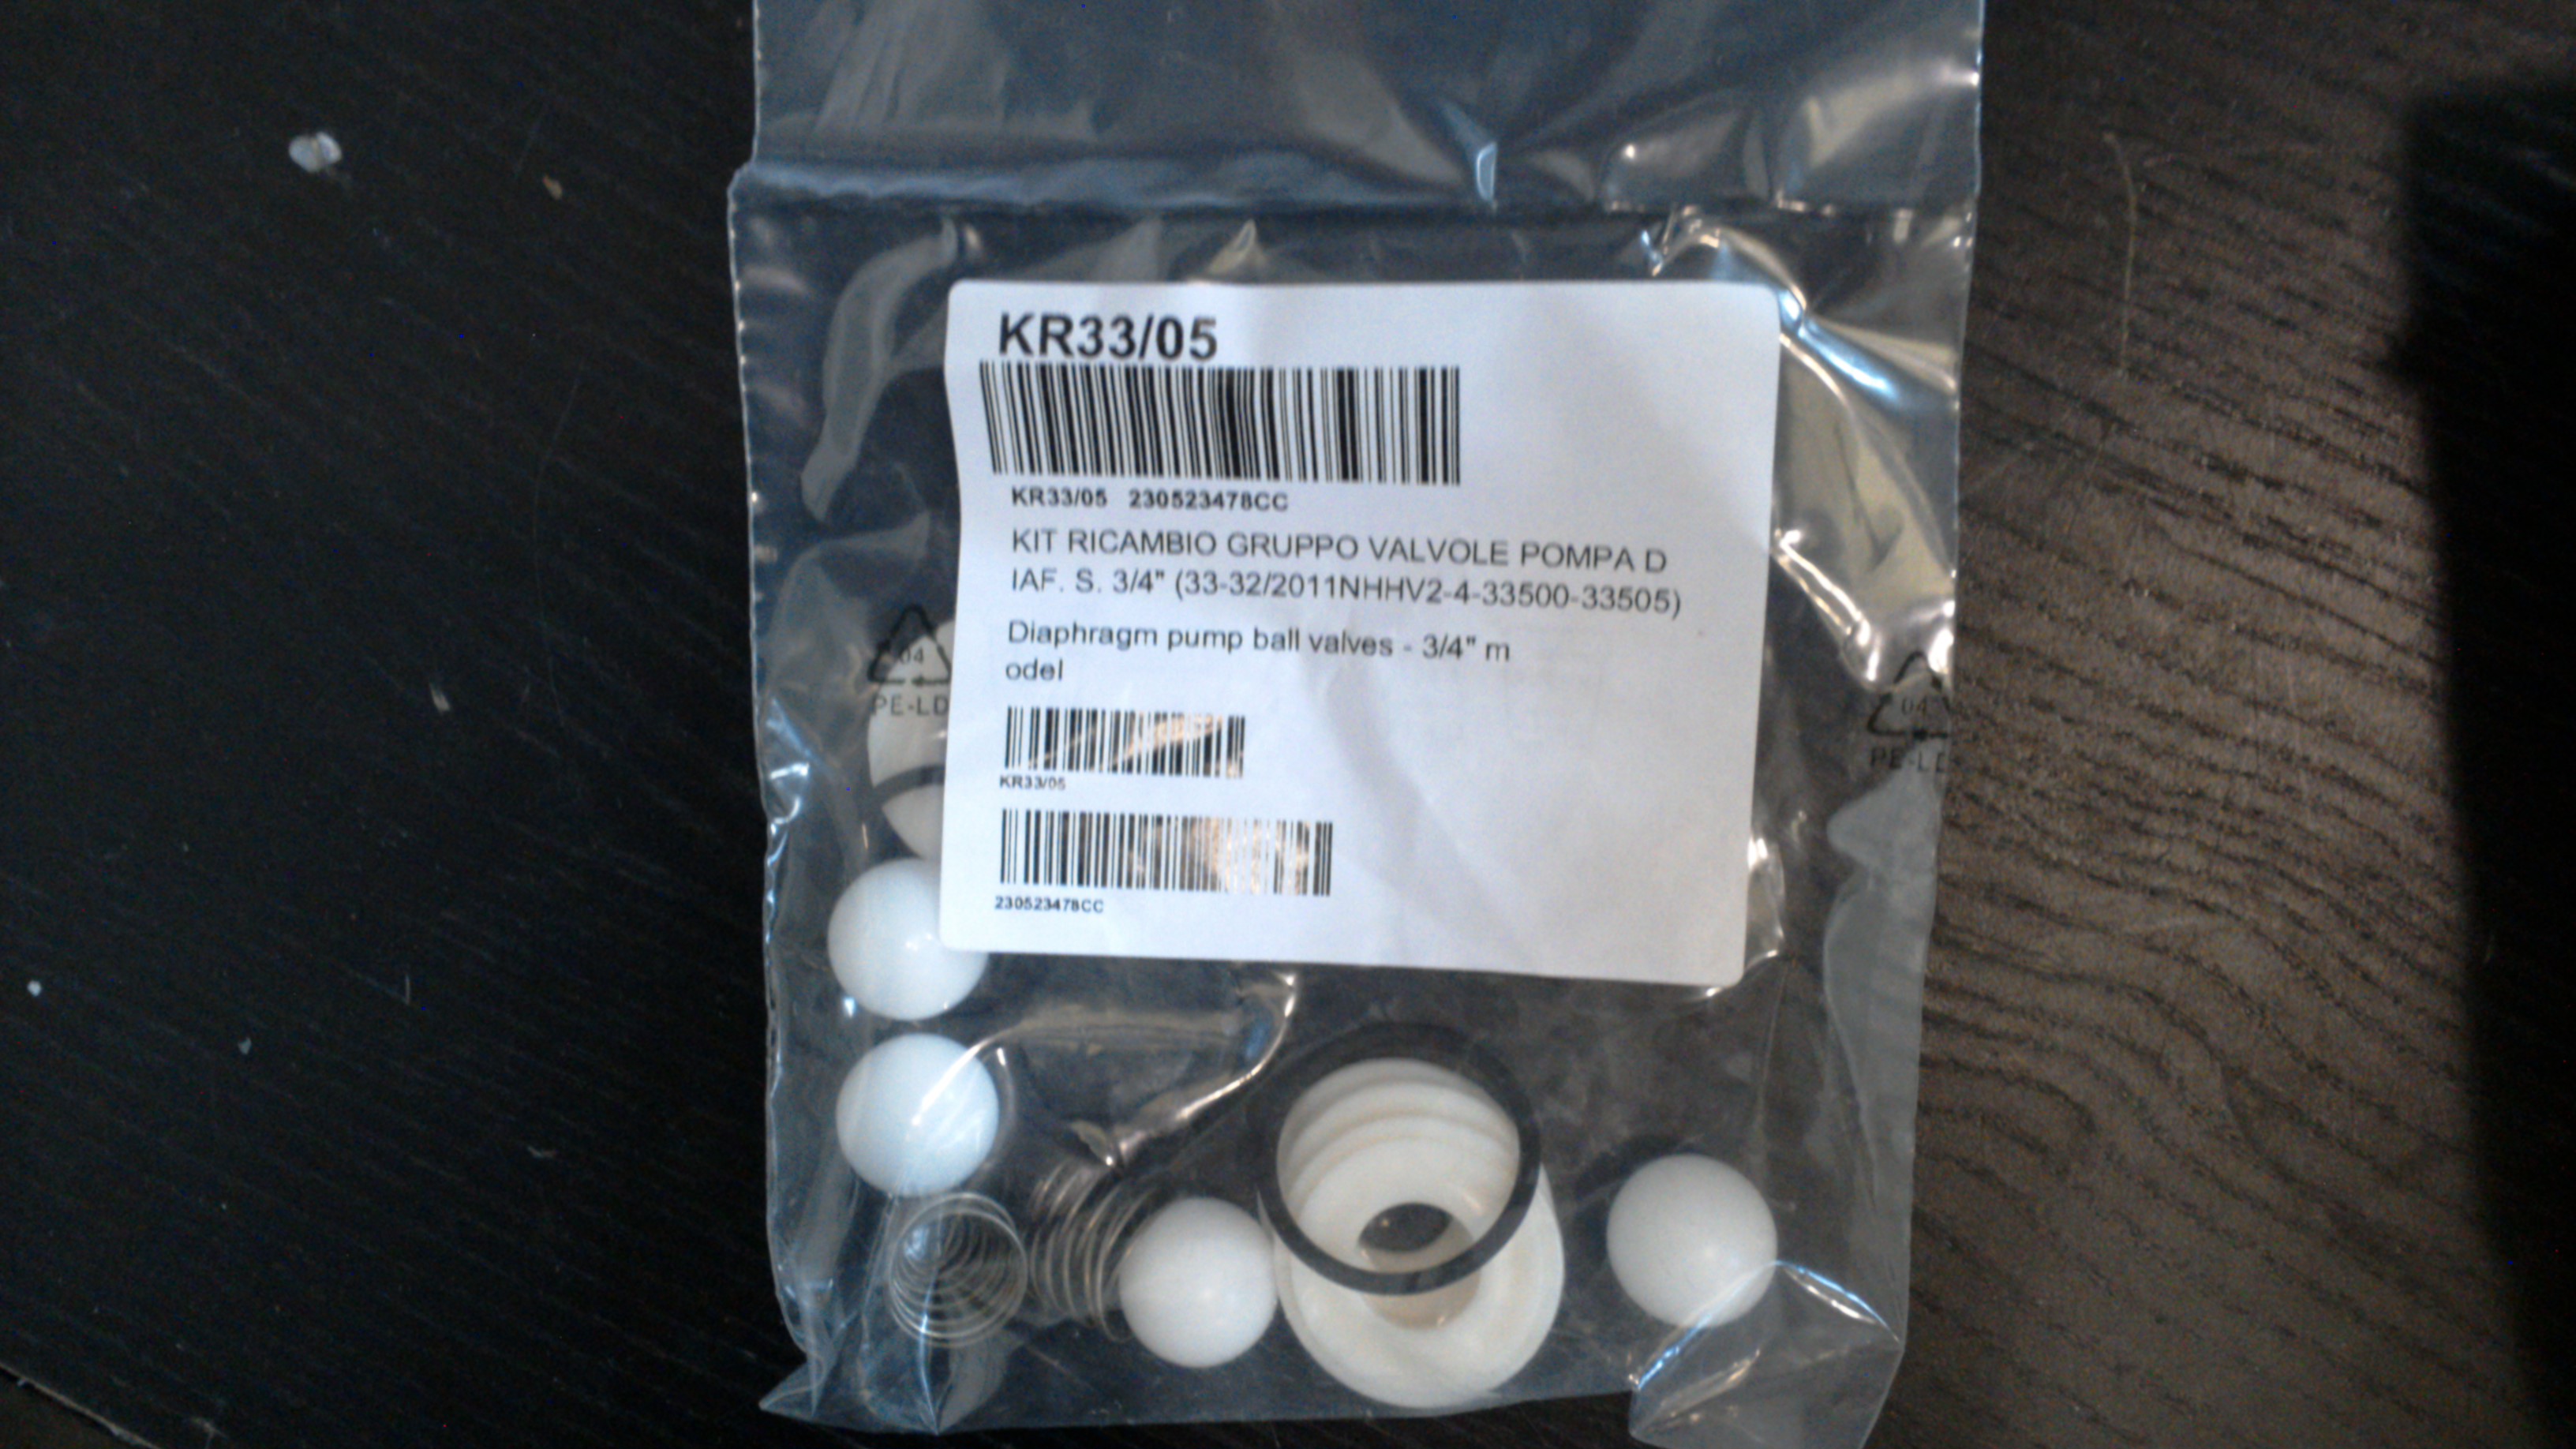 KR33/05
KR33/05 230523478CC
KIT RICAMBIO GRUPPO VALVOLE POMPA D
IAF. S. 3/4" (33-32/2011NHHV2-4-33500-33505)
Diaphragm pump ball valves - 3/4" m
odel
KR33/05
230523478CC
04
PE-LD
04
PE-LD